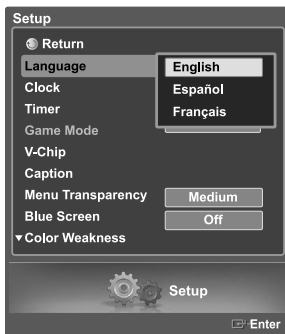 Setup
Return
Language
English
Clock
Español
Timer
Français
Game Mode
V-Chip
Caption
Menu Transparency Medium
Blue Screen Off
▼Color Weakness
Setup
Enter